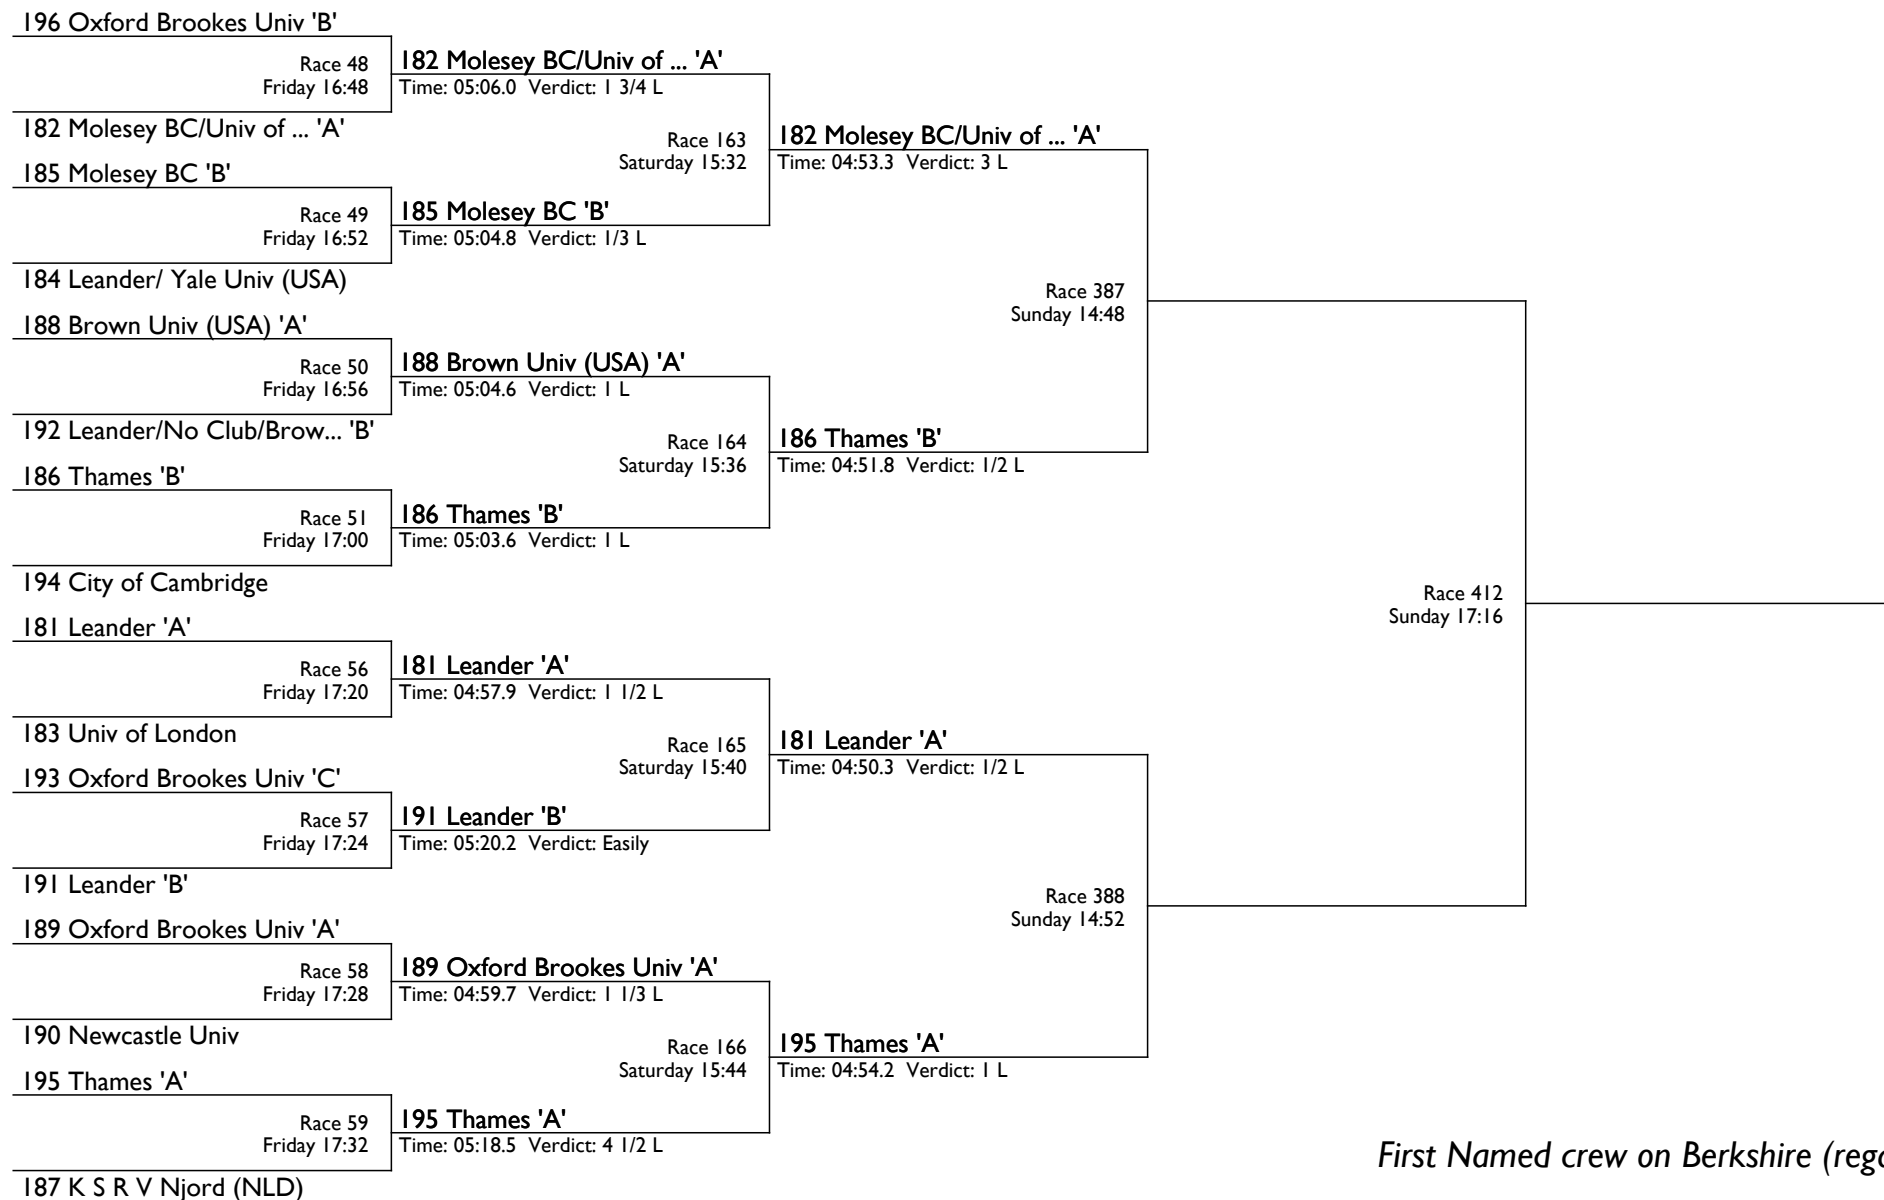 196 Oxford Brookes Univ 'B'
Race 48
Friday 16:48
182 Molesey BC/Univ of ... 'A'
185 Molesey BC 'B'
Race 49
Friday 16:52
184 Leander/ Yale Univ (USA)
188 Brown Univ (USA) 'A'
Race 50
Friday 16:56
192 Leander/No Club/Brow... 'B'
186 Thames 'B'
Race 51
Friday 17:00
194 City of Cambridge
181 Leander 'A'
Race 56
Friday 17:20
183 Univ of London
193 Oxford Brookes Univ 'C'
Race 57
Friday 17:24
191 Leander 'B'
189 Oxford Brookes Univ 'A'
Race 58
Friday 17:28
190 Newcastle Univ
195 Thames 'A'
Race 59
Friday 17:32
187 K S R V Njord (NLD)
182 Molesey BC/Univ of ... 'A'
Time: 05:06.0 Verdict: 1 3/4 L
Race 163
Saturday 15:32
185 Molesey BC 'B'
Time: 05:04.8 Verdict: 1/3 L
188 Brown Univ (USA) 'A'
Time: 05:04.6 Verdict: 1 L
Race 164
Saturday 15:36
186 Thames 'B'
Time: 05:03.6 Verdict: 1 L
181 Leander 'A'
Time: 04:57.9 Verdict: 1 1/2 L
Race 165
Saturday 15:40
191 Leander 'B'
Time: 05:20.2 Verdict: Easily
189 Oxford Brookes Univ 'A'
Time: 04:59.7 Verdict: 1 1/3 L
Race 166
Saturday 15:44
195 Thames 'A'
Time: 05:18.5 Verdict: 4 1/2 L
182 Molesey BC/Univ of ... 'A'
Time: 04:53.3 Verdict: 3 L
Race 387
Sunday 14:48
186 Thames 'B'
Time: 04:51.8 Verdict: 1/2 L
181 Leander 'A'
Time: 04:50.3 Verdict: 1/2 L
Race 388
Sunday 14:52
195 Thames 'A'
Time: 04:54.2 Verdict: 1 L
Race 412
Sunday 17:16
First Named crew on Berkshire